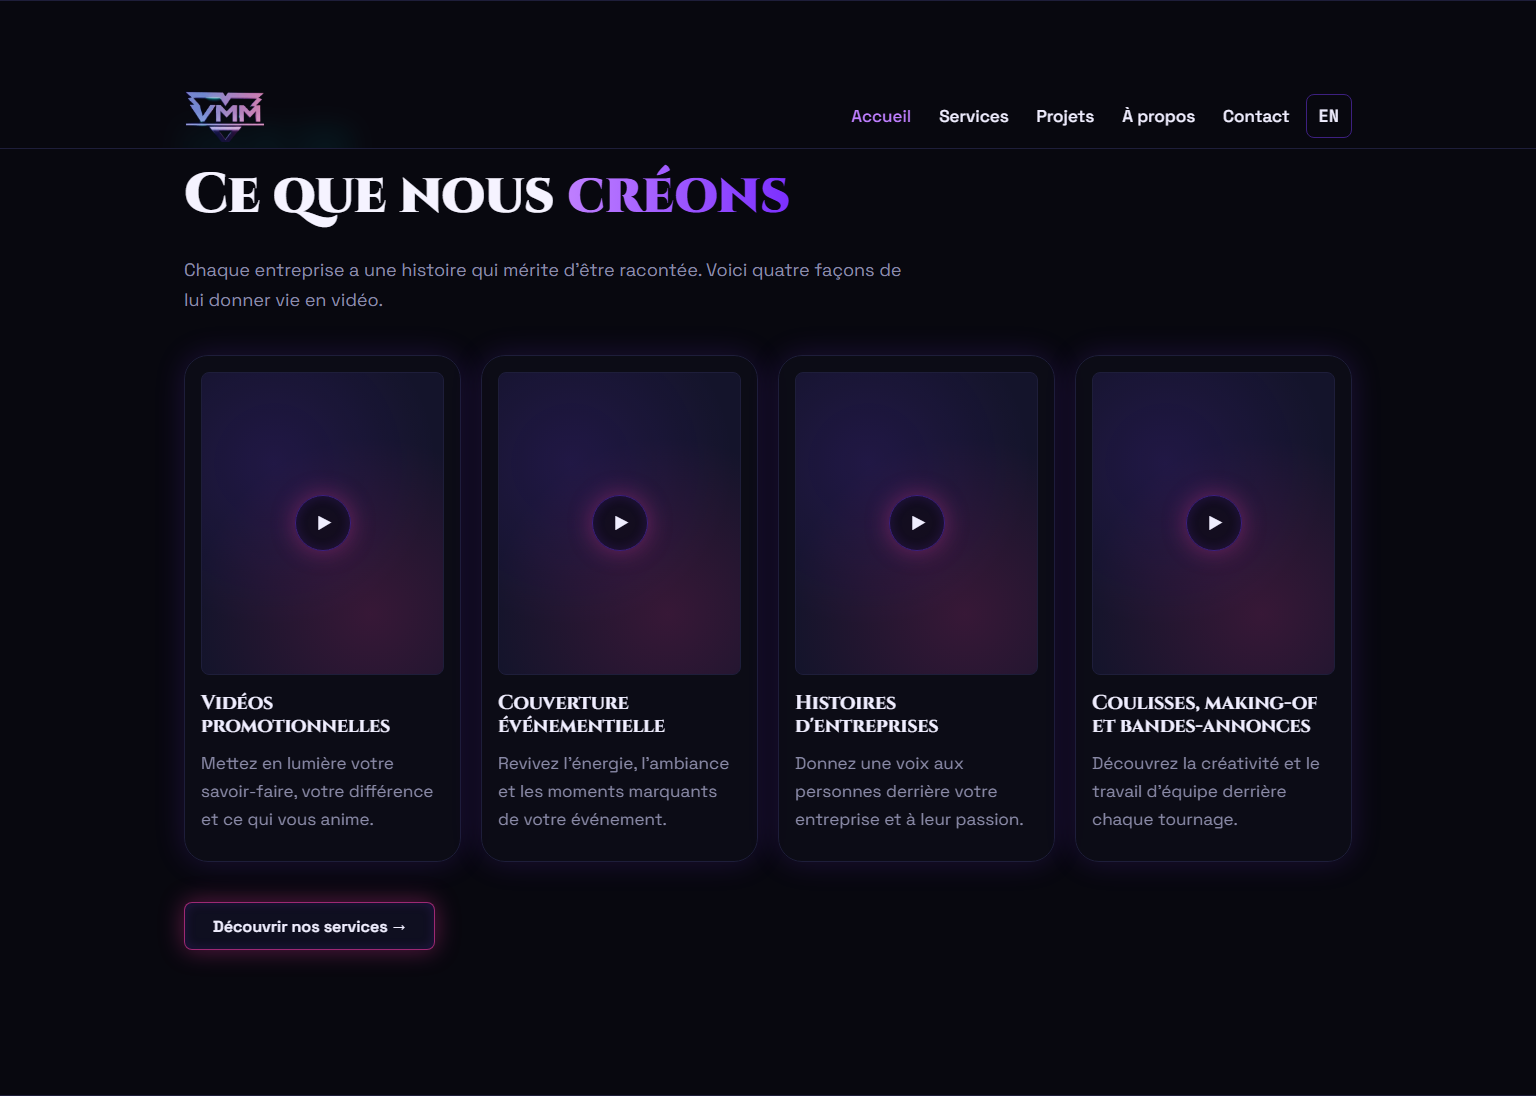 VMM
Accueil Services Projets À propos Contact EN
Ce que nous créons
Chaque entreprise a une histoire qui mérite d’être racontée. Voici quatre façons de
lui donner vie en vidéo.
Vidéos
promotionnelles
Mettez en lumière votre
savoir-faire, votre différence
et ce qui vous anime.
Couverture
événementielle
Revivez l’énergie, l’ambiance
et les moments marquants
de votre événement.
Histoires
d'entreprises
Donnez une voix aux
personnes derrière votre
entreprise et à leur passion.
Coulisses, making-of
et bandes-annonces
Découvrez la créativité et le
travail d’équipe derrière
chaque tournage.
Découvrir nos services →